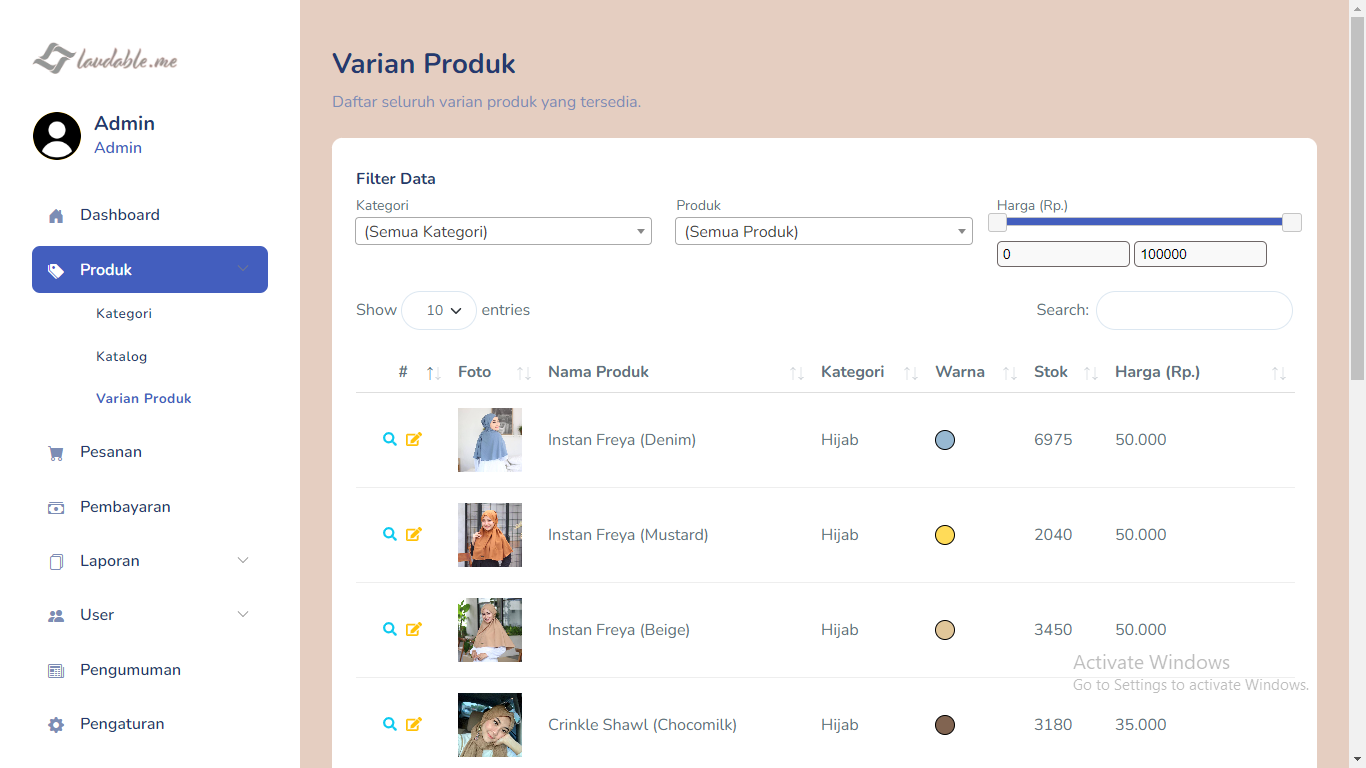 laudable.me
Admin
Admin
Dashboard
Produk
Kategori
Katalog
Varian Produk
Pesanan
Pembayaran
Laporan
User
Pengumuman
Pengaturan
Varian Produk
Daftar seluruh varian produk yang tersedia.
Filter Data
Kategori Produk Harga (Rp.)
(Semua Kategori) (Semua Produk)
0 100000
Show 10 entries Search:
# Foto Nama Produk Kategori Warna Stok Harga (Rp.)
Instan Freya (Denim) Hijab 6975 50.000
Instan Freya (Mustard) Hijab 2040 50.000
Instan Freya (Beige) Hijab 3450 50.000
Activate Windows
Go to Settings to activate Windows.
Crinkle Shawl (Chocomilk) Hijab 3180 35.000